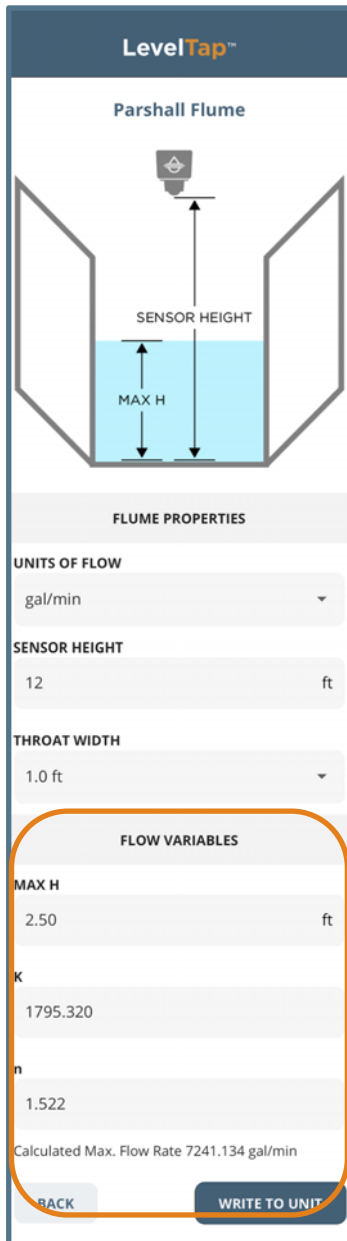 LevelTap™
Parshall Flume
SENSOR HEIGHT
MAX H
FLUME PROPERTIES
UNITS OF FLOW
gal/min
SENSOR HEIGHT
12 ft
THROAT WIDTH
1.0 ft
FLOW VARIABLES
MAX H
2.50 ft
K
1795.320
n
1.522
Calculated Max. Flow Rate 7241.134 gal/min
BACK WRITE TO UNIT